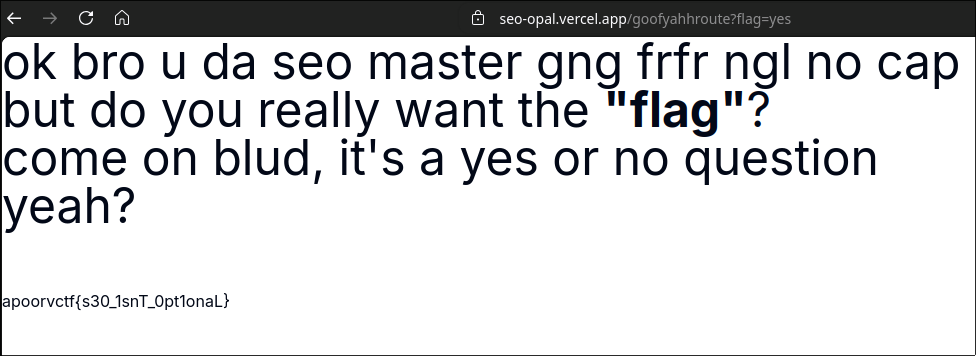 seo-opal.vercel.app/goofyahhroute?flag=yes
ok bro u da seo master gng frfr ngl no cap
but do you really want the "flag"?
come on blud, it's a yes or no question
yeah?
apoorvctf{s30_1snT_0pt1onaL}